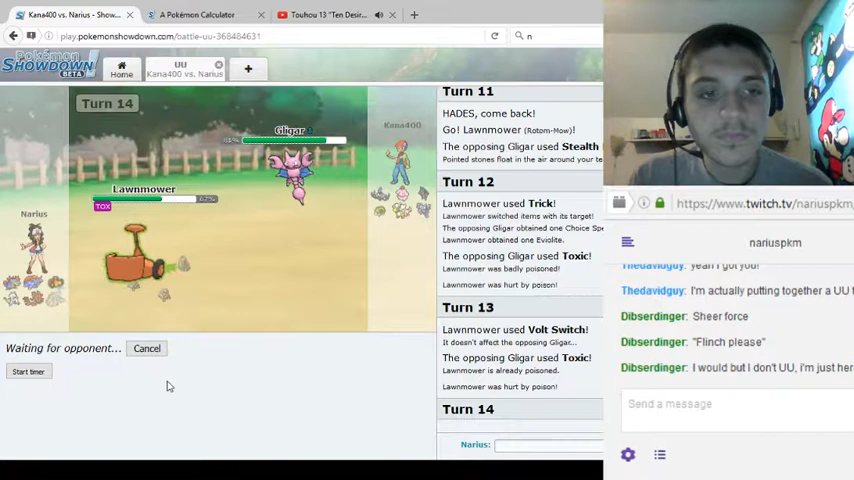 Kana400 vs. Narius - Show...
A Pokémon Calculator
Touhou 13 "Ten Desir...
play.pokemonshowdown.com/battle-uu-368484631
n
Pokémon
SHOWDOWN!
BETA
Home
UU
Kana400 vs. Narius
Turn 14
Gligar
81%
Kana400
Lawnmower
67%
TOX
Narius
Waiting for opponent...
Cancel
Start timer
Turn 11
HADES, come back!
Go! Lawnmower (Rotom-Mow)!
The opposing Gligar used Stealth
Pointed stones float in the air around your te
Turn 12
Lawnmower used Trick!
Lawnmower switched items with its target!
The opposing Gligar obtained one Choice Spe
Lawnmower obtained one Eviolite.
The opposing Gligar used Toxic!
Lawnmower was badly poisoned!
Lawnmower was hurt by poison!
Turn 13
Lawnmower used Volt Switch!
It doesn't affect the opposing Gligar...
The opposing Gligar used Toxic!
Lawnmower is already poisoned.
Lawnmower was hurt by poison!
Turn 14
Narius:
https://www.twitch.tv/nariuspkm
nariuspkm
Thedavidguy: yeah I got you!
Thedavidguy: I'm actually putting together a UU t
Dibserdinger: Sheer force
Dibserdinger: "Flinch please"
Dibserdinger: I would but I don't UU, i'm just her
Send a message